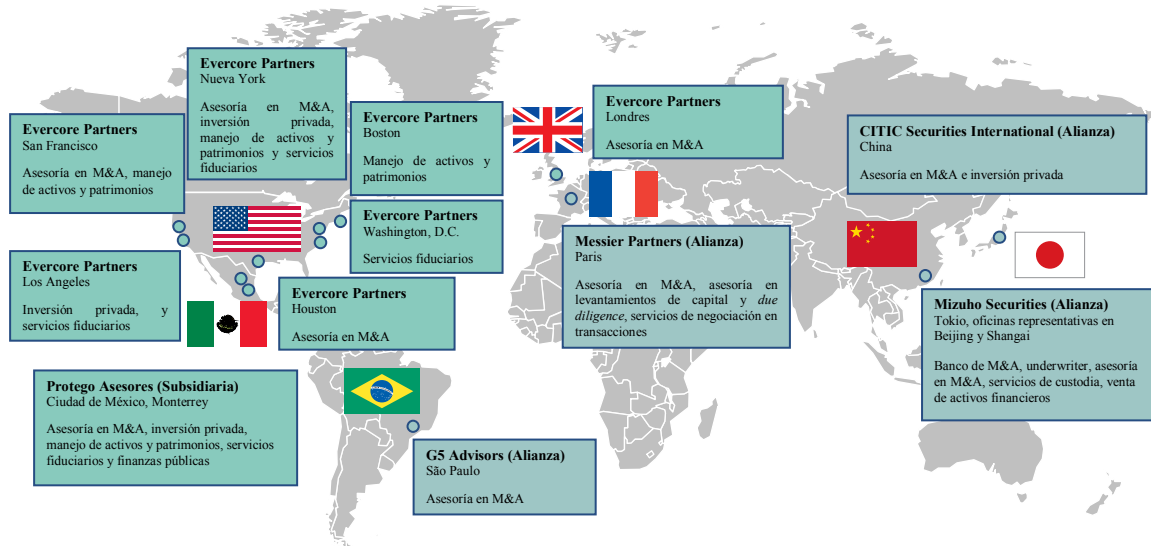 Evercore Partners
Nueva York
Asesoría en M&A,
inversión privada,
manejo de activos y
patrimonios y servicios
fiduciarios
Evercore Partners
San Francisco
Asesoría en M&A, manejo
de activos y patrimonios
Evercore Partners
Boston
Manejo de activos y
patrimonios
Evercore Partners
Londres
Asesoría en M&A
CITIC Securities International (Alianza)
China
Asesoría en M&A e inversión privada
Evercore Partners
Washington, D.C.
Servicios fiduciarios
Messier Partners (Alianza)
Paris
Asesoría en M&A, asesoría en
levantamientos de capital y due
diligence, servicios de negociación en
transacciones
Evercore Partners
Los Angeles
Inversión privada, y
servicios fiduciarios
Evercore Partners
Houston
Asesoría en M&A
Mizuho Securities (Alianza)
Tokio, oficinas representativas en
Beijing y Shangai
Banco de M&A, underwriter, asesoría
en M&A, servicios de custodia, venta
de activos financieros
Protego Asesores (Subsidiaria)
Ciudad de México, Monterrey
Asesoría en M&A, inversión privada,
manejo de activos y patrimonios, servicios
fiduciarios y finanzas públicas
G5 Advisors (Alianza)
São Paulo
Asesoría en M&A